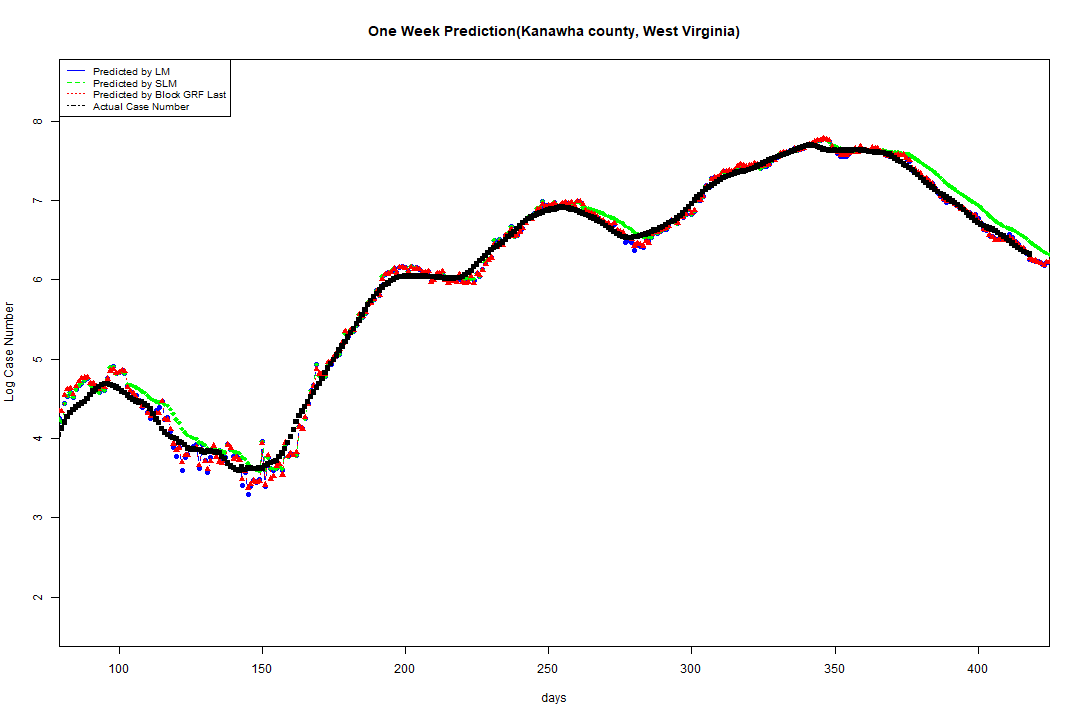 One Week Prediction(Kanawha county, West Virginia)
Predicted by LM
Predicted by SLM
Predicted by Block GRF Last
Actual Case Number
8
7
6
5
4
3
2
Log Case Number
100 150 200 250 300 350 400
days